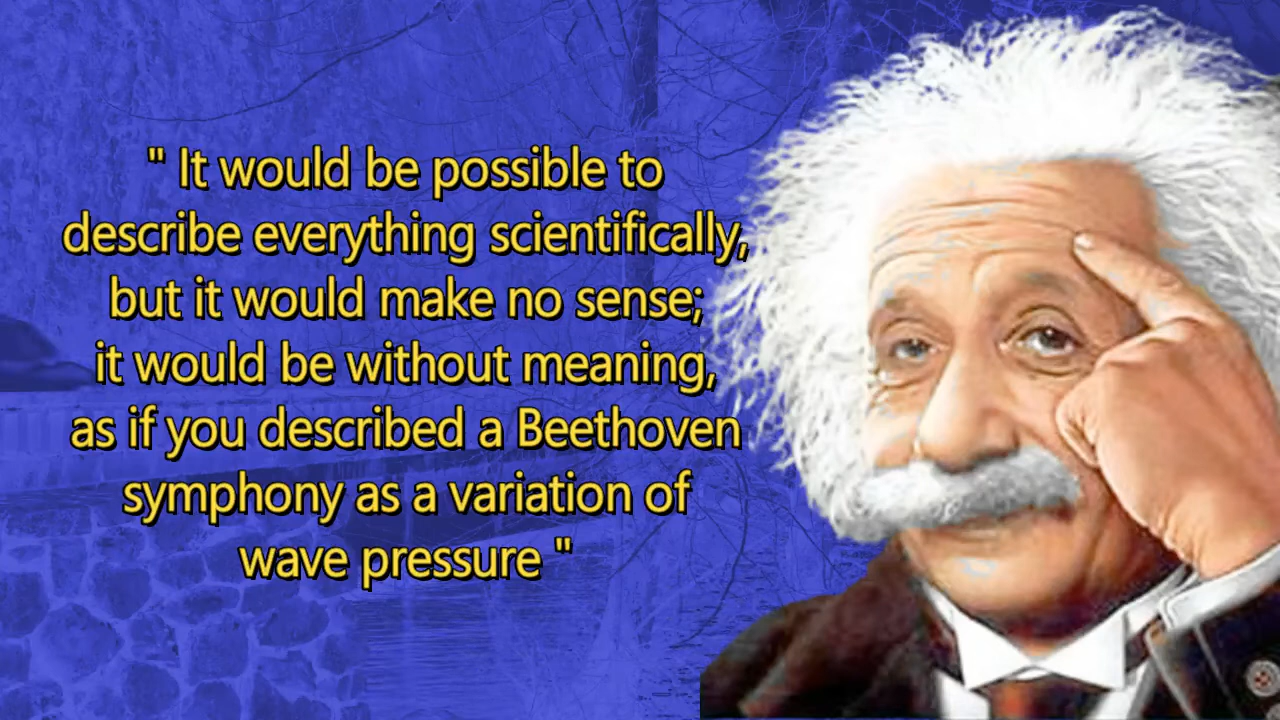 " It would be possible to
describe everything scientifically,
but it would make no sense;
it would be without meaning,
as if you described a Beethoven
symphony as a variation of
wave pressure "